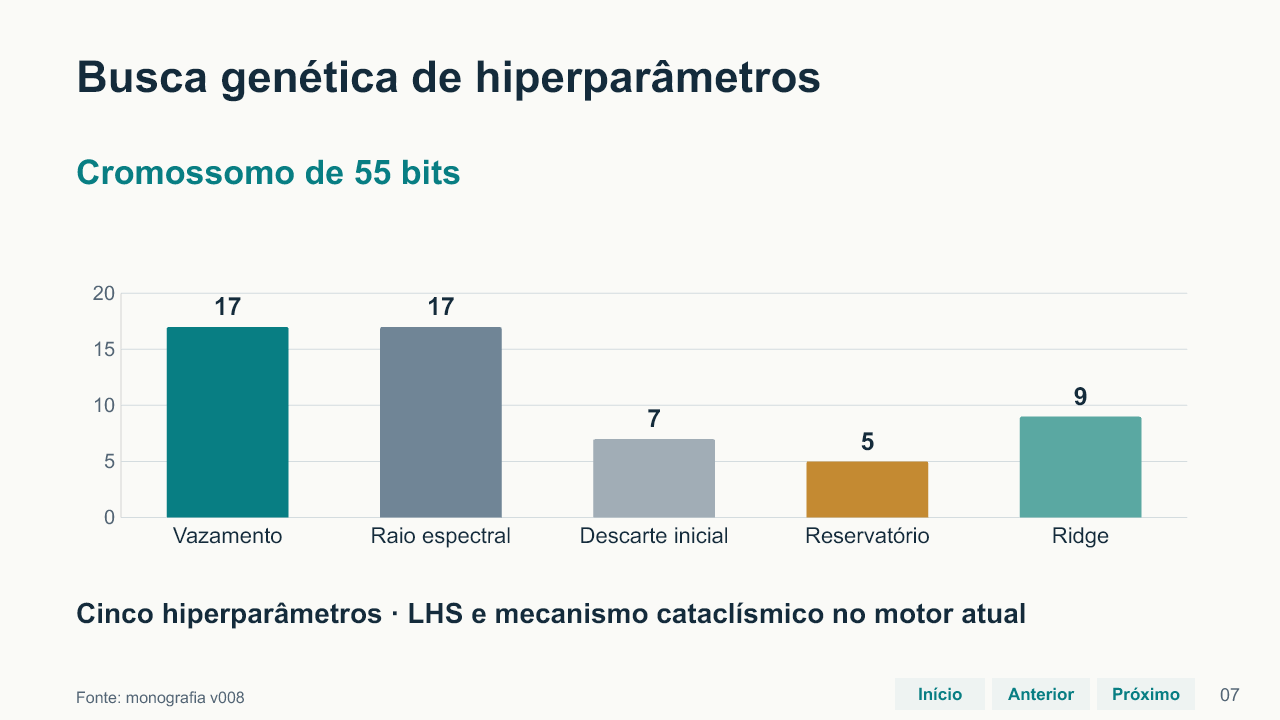 Busca genética de hiperparâmetros
Cromossomo de 55 bits
20
15
10
5
0
17
17
7
5
9
Vazamento
Raio espectral
Descarte inicial
Reservatório
Ridge
Cinco hiperparâmetros · LHS e mecanismo cataclísmico no motor atual
Fonte: monografia v008
Início
Anterior
Próximo
07